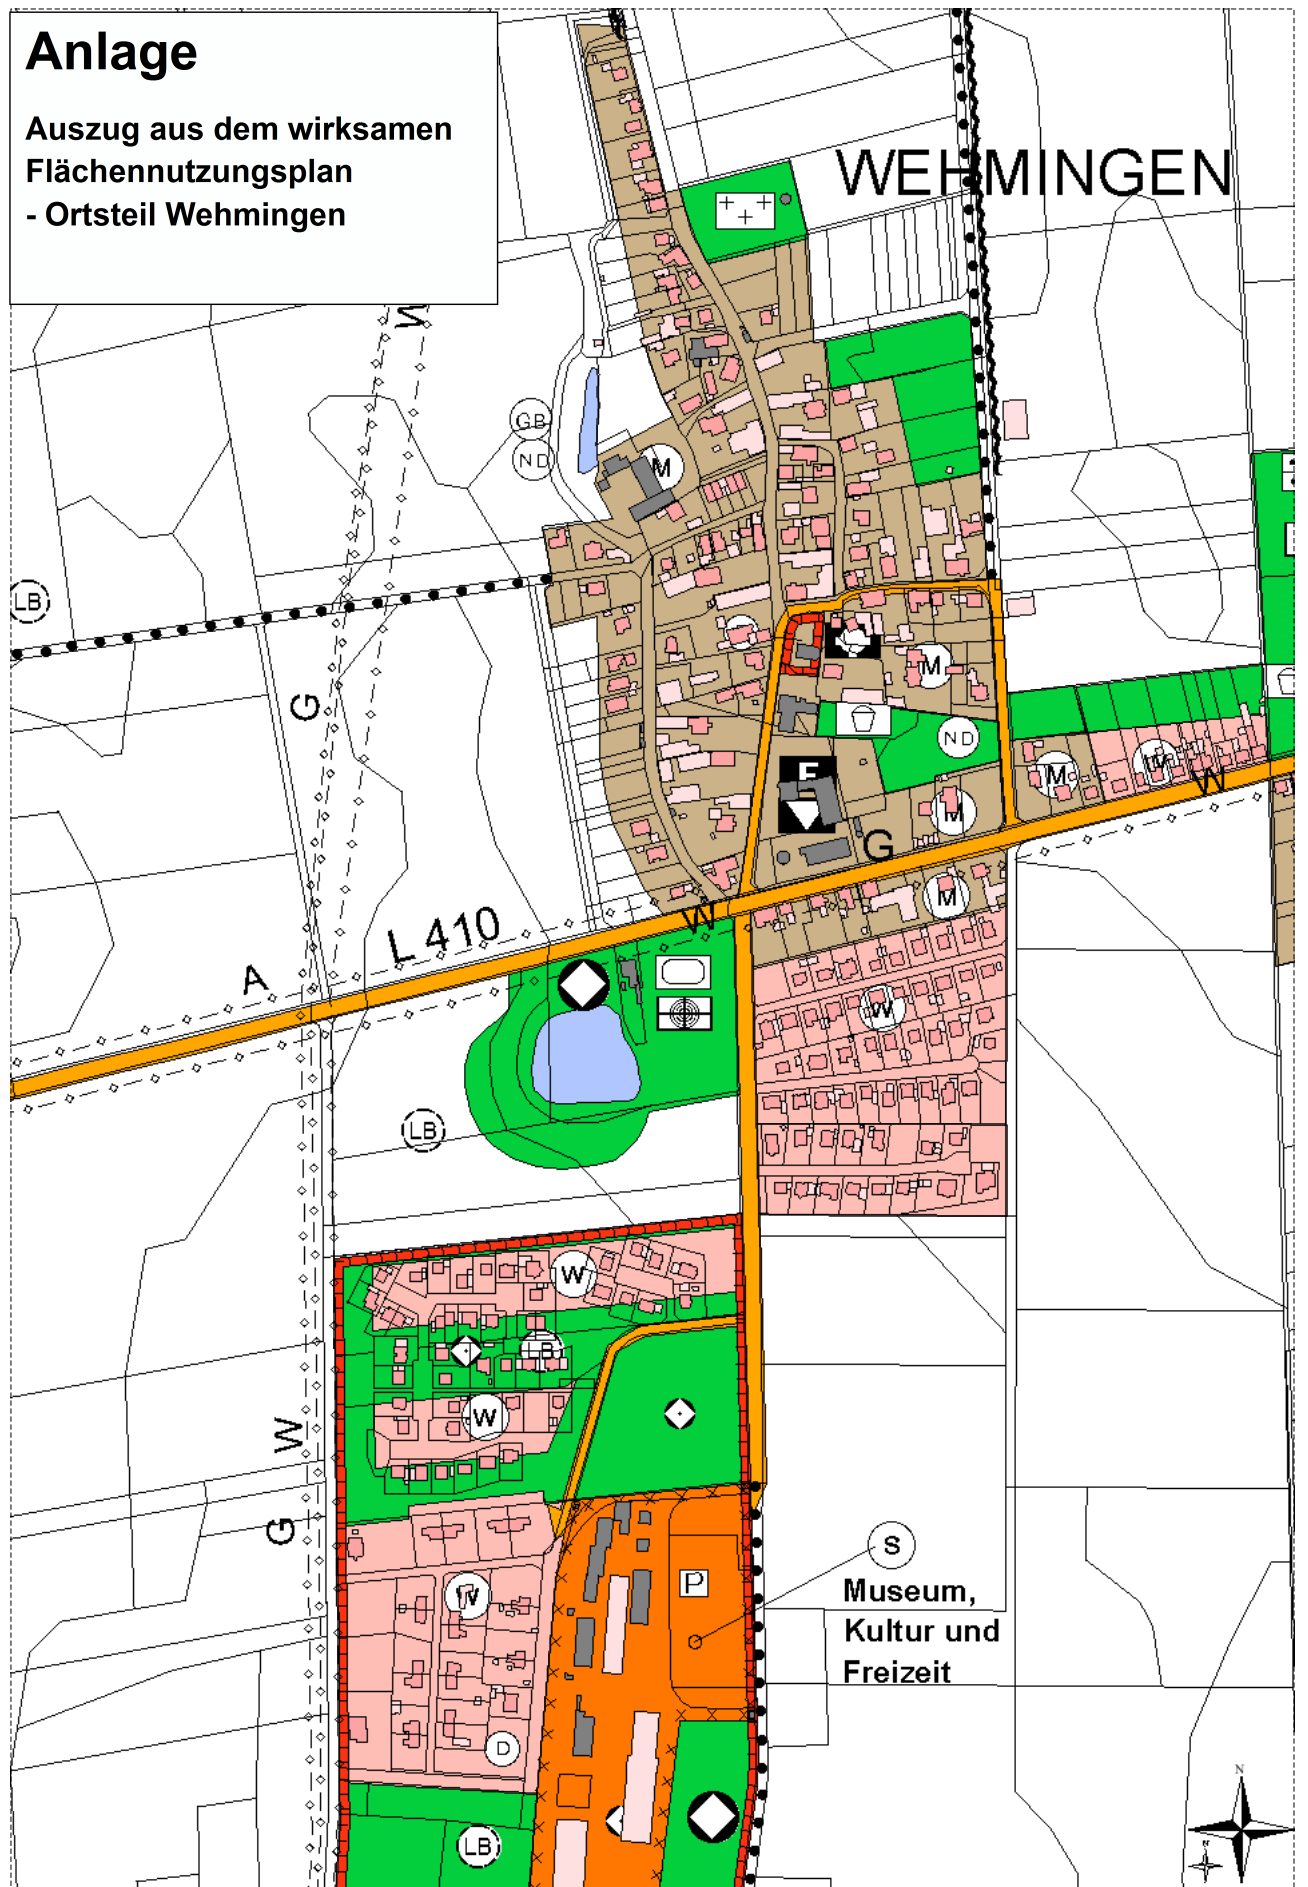 Anlage
Auszug aus dem wirksamen
Flächennutzungsplan
- Ortsteil Wehmingen
WEHMINGEN
W
GB
ND
M
LB
G
M
ND
F
M
M
W
G
M
W
L 410
A
W
LB
W
LB
W
W
G
S
Museum,
Kultur und
Freizeit
P
W
D
LB
N
N